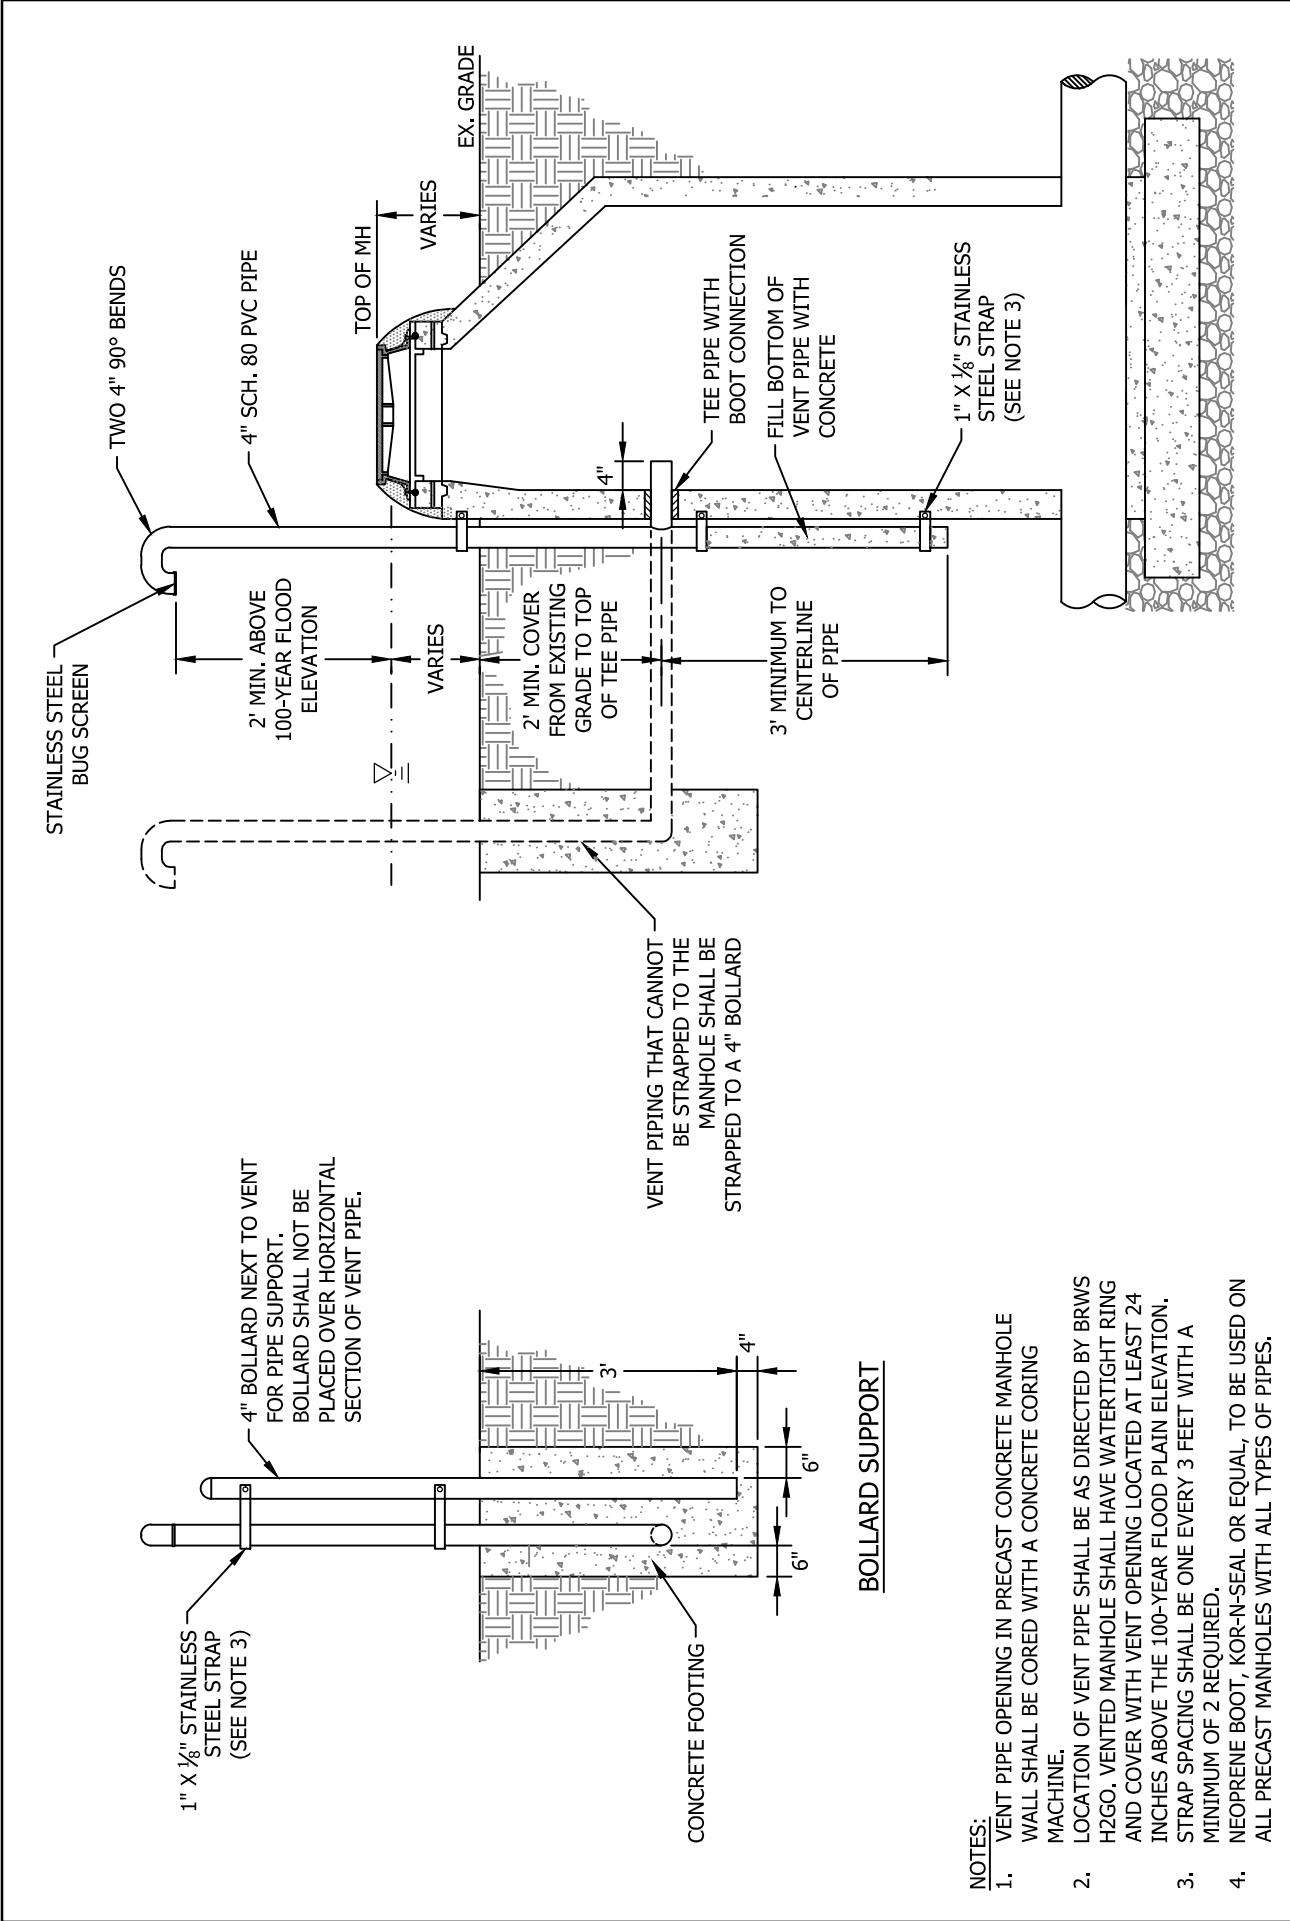 STAINLESS STEEL
BUG SCREEN
TWO 4" 90° BENDS
4" SCH. 80 PVC PIPE
TOP OF MH
VARIES
EX. GRADE
2' MIN. ABOVE
100-YEAR FLOOD
ELEVATION
VARIES
2' MIN. COVER
FROM EXISTING
GRADE TO TOP
OF TEE PIPE
4"
TEE PIPE WITH
BOOT CONNECTION
FILL BOTTOM OF
VENT PIPE WITH
CONCRETE
3' MINIMUM TO
CENTERLINE
OF PIPE
1" X 1/8" STAINLESS
STEEL STRAP
(SEE NOTE 3)
VENT PIPING THAT CANNOT
BE STRAPPED TO THE
MANHOLE SHALL BE
STRAPPED TO A 4" BOLLARD
4" BOLLARD NEXT TO VENT
FOR PIPE SUPPORT.
BOLLARD SHALL NOT BE
PLACED OVER HORIZONTAL
SECTION OF VENT PIPE.
1" X 1/8" STAINLESS
STEEL STRAP
(SEE NOTE 3)
3'
4"
6"
6"
CONCRETE FOOTING
BOLLARD SUPPORT
NOTES:
1. VENT PIPE OPENING IN PRECAST CONCRETE MANHOLE
WALL SHALL BE CORED WITH A CONCRETE CORING
MACHINE.
2. LOCATION OF VENT PIPE SHALL BE AS DIRECTED BY BRWS
H2GO. VENTED MANHOLE SHALL HAVE WATERTIGHT RING
AND COVER WITH VENT OPENING LOCATED AT LEAST 24
INCHES ABOVE THE 100-YEAR FLOOD PLAIN ELEVATION.
3. STRAP SPACING SHALL BE ONE EVERY 3 FEET WITH A
MINIMUM OF 2 REQUIRED.
4. NEOPRENE BOOT, KOR-N-SEAL OR EQUAL, TO BE USED ON
ALL PRECAST MANHOLES WITH ALL TYPES OF PIPES.